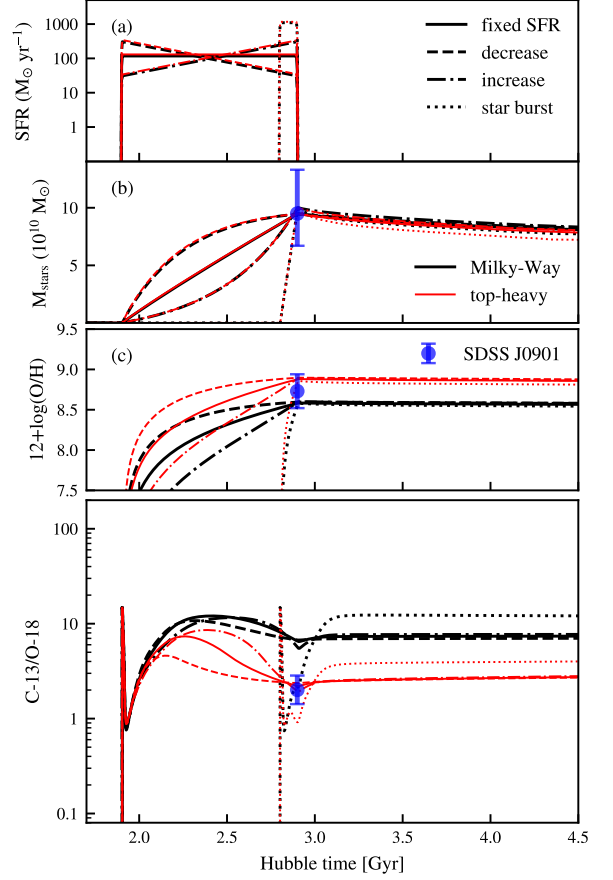 (a)
fixed SFR
decrease
increase
star burst
1000
100
10
1
SFR (M⊙ yr⁻¹)
(b)
Milky-Way
top-heavy
10
5
Mstars (10¹⁰ M⊙)
(c)
SDSS J0901
9.5
9.0
8.5
8.0
7.5
12+log(O/H)
100
10
1
0.1
C-13/O-18
2.0
2.5
3.0
3.5
4.0
4.5
Hubble time [Gyr]